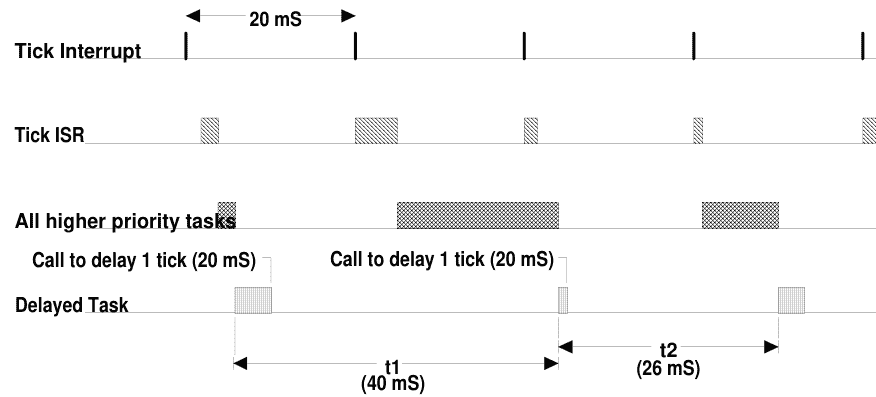 20 mS
Tick Interrupt
Tick ISR
All higher priority tasks
Call to delay 1 tick (20 mS)
Call to delay 1 tick (20 mS)
Delayed Task
t1
(40 mS)
t2
(26 mS)